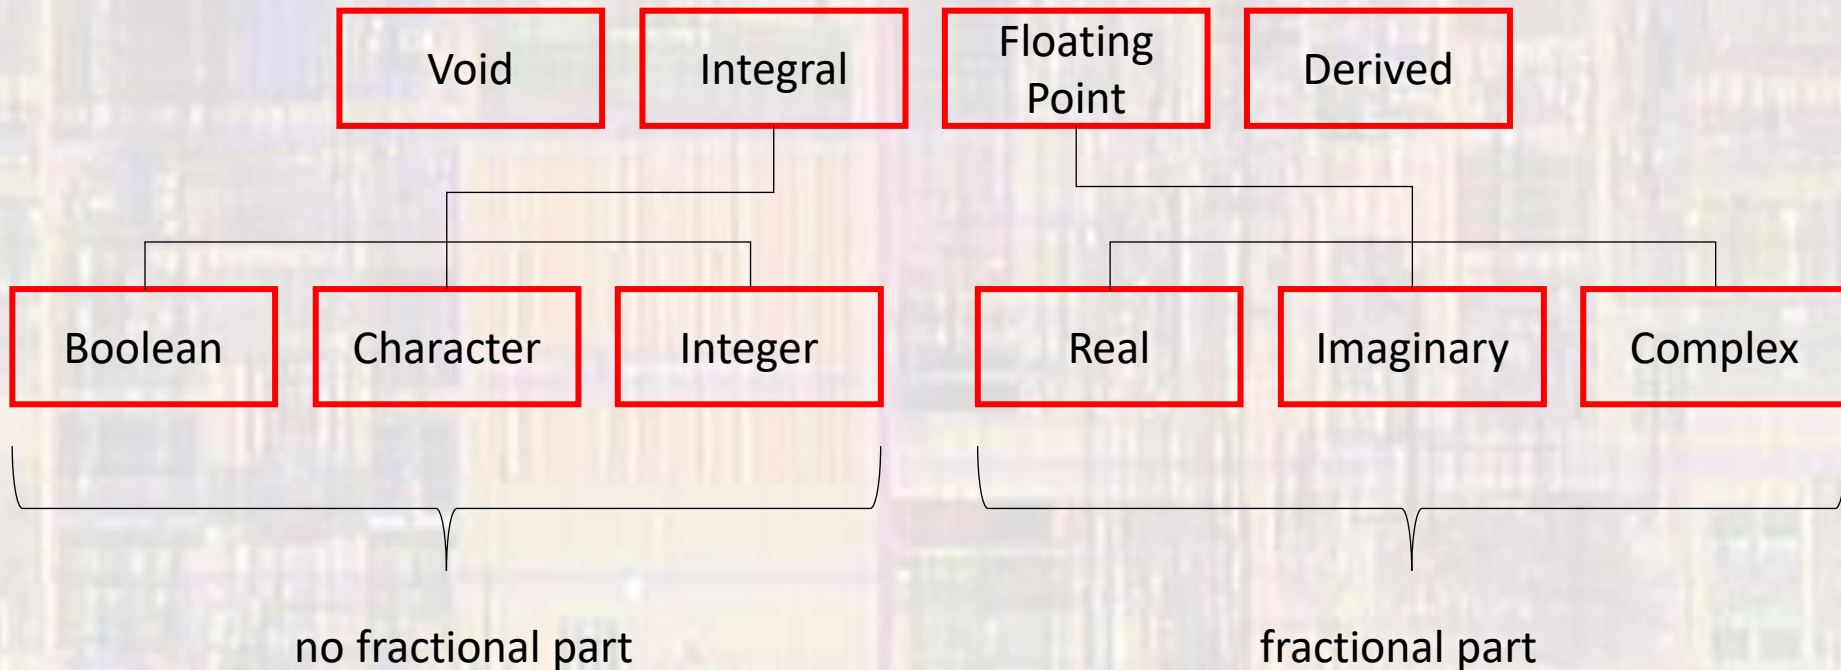 Void
Integral
Floating
Point
Derived
Boolean
Character
Integer
Real
Imaginary
Complex
no fractional part
fractional part